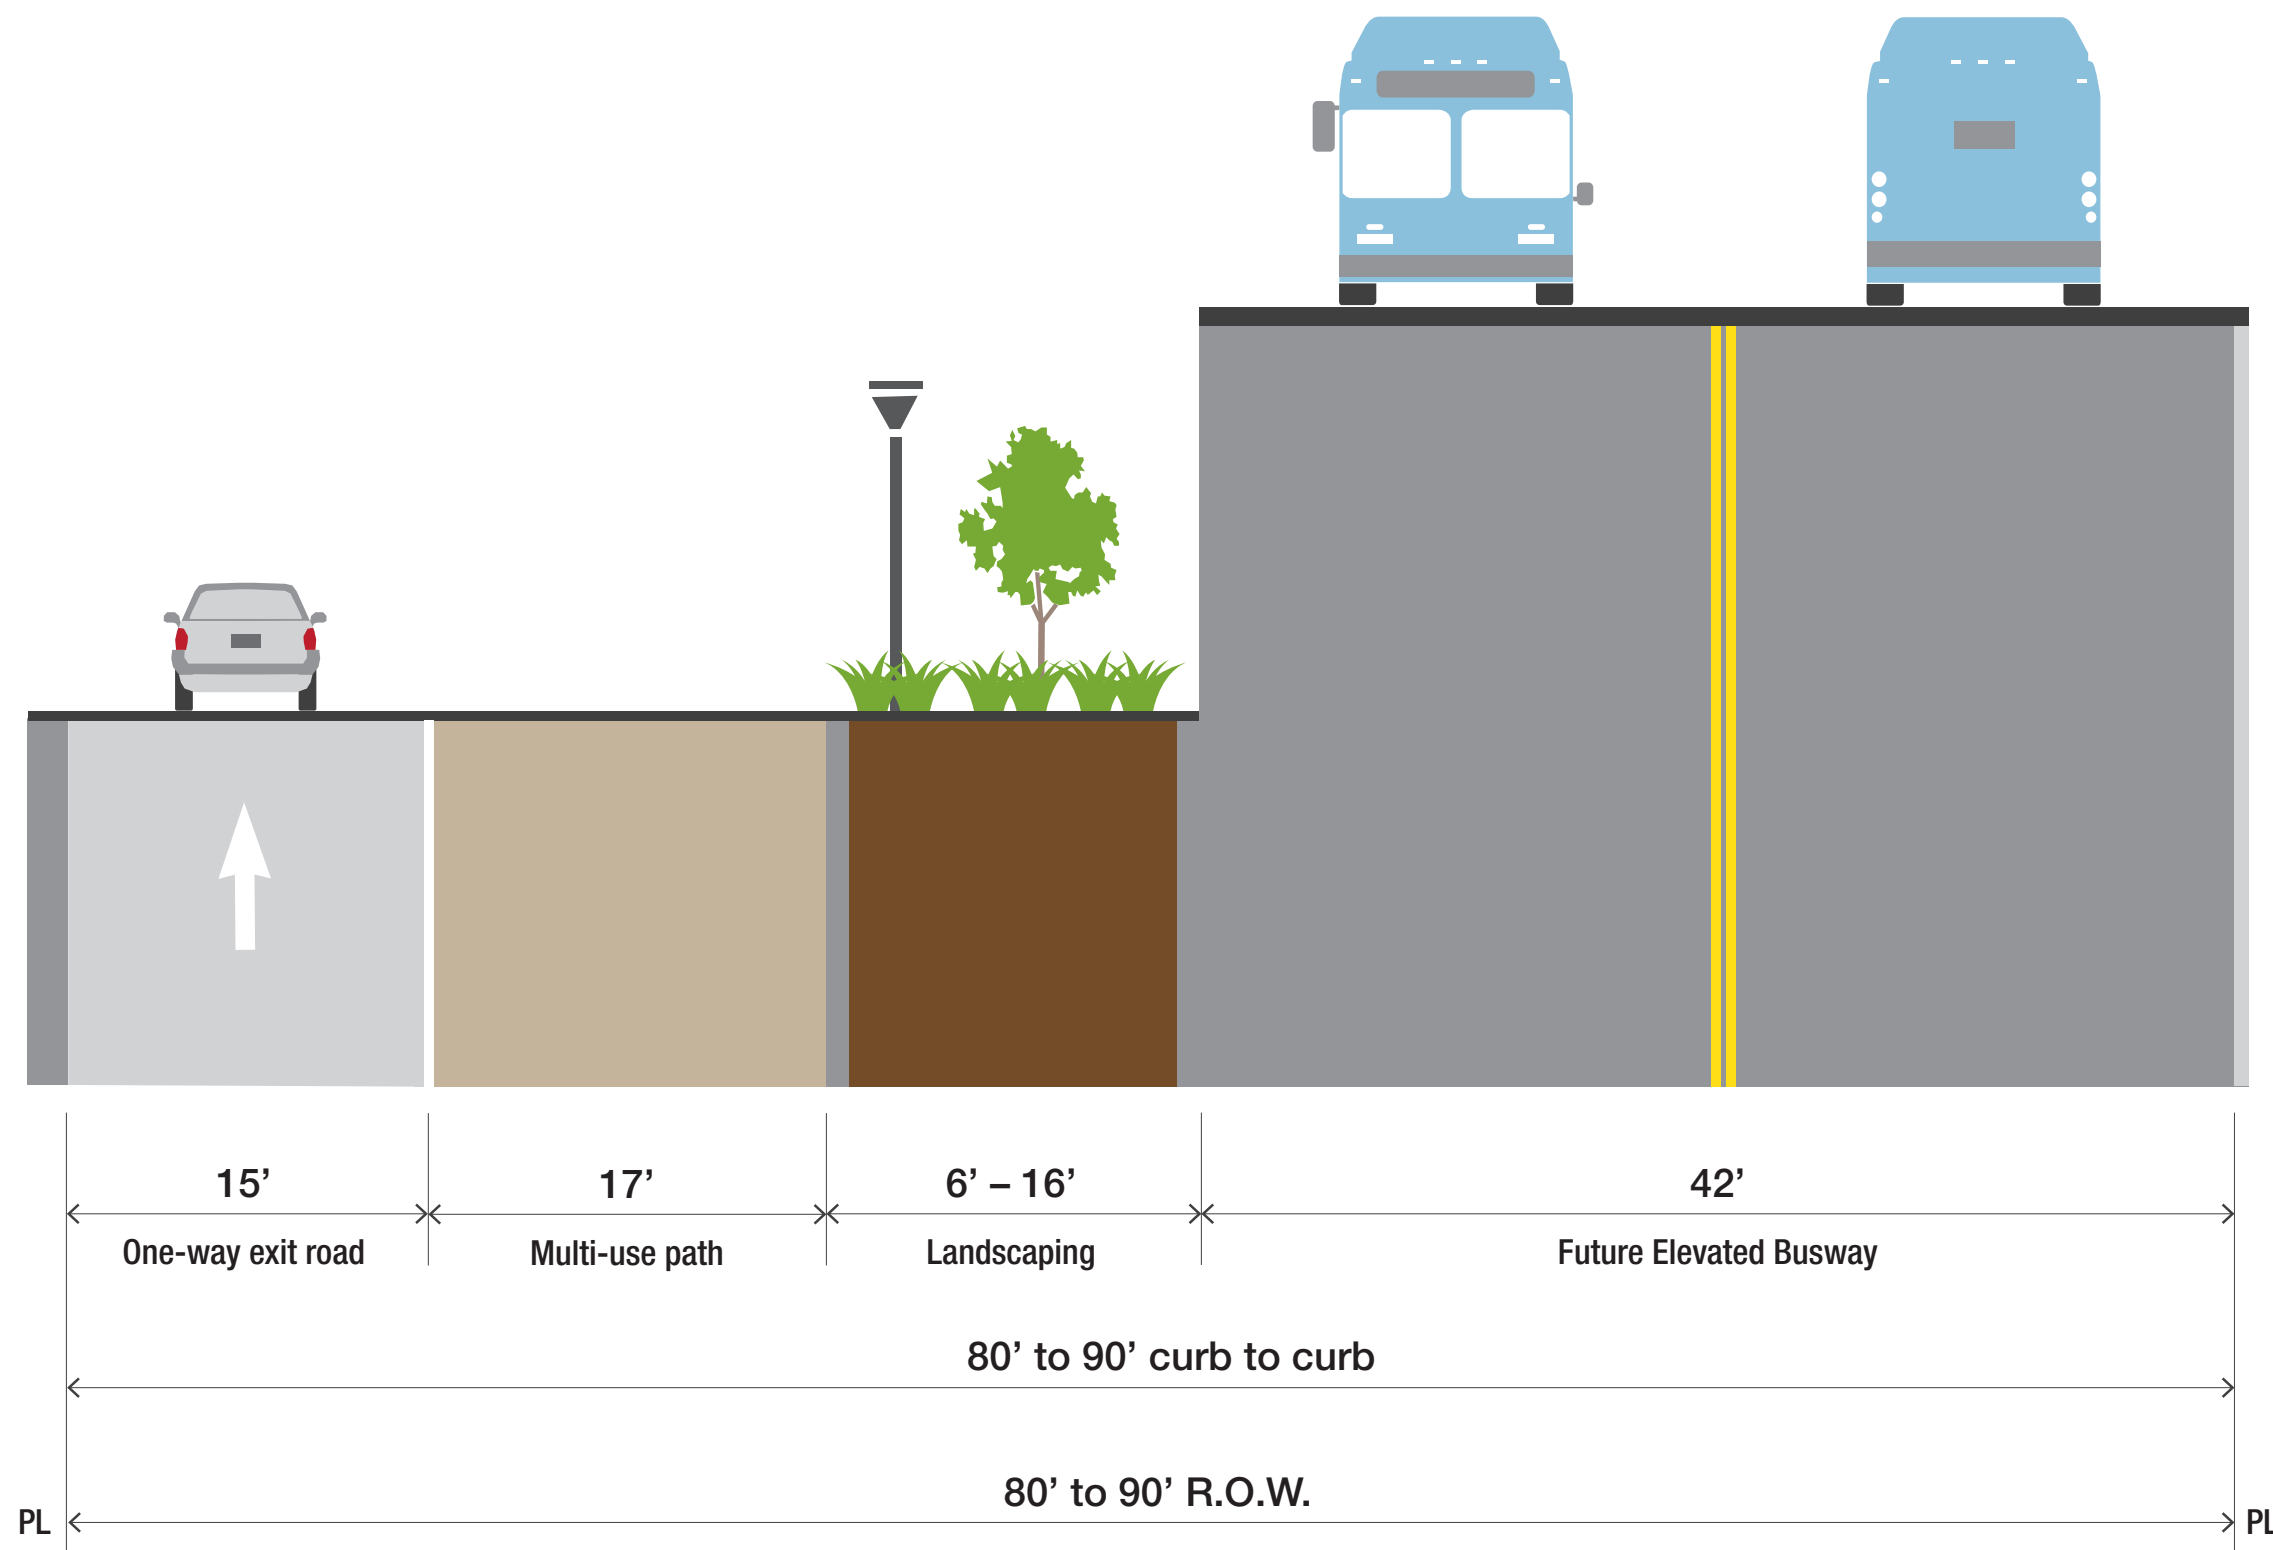 15’
17’
6’ – 16’
42’
One-way exit road
Multi-use path
Landscaping
Future Elevated Busway
80’ to 90’ curb to curb
80’ to 90’ R.O.W.
PL
PL